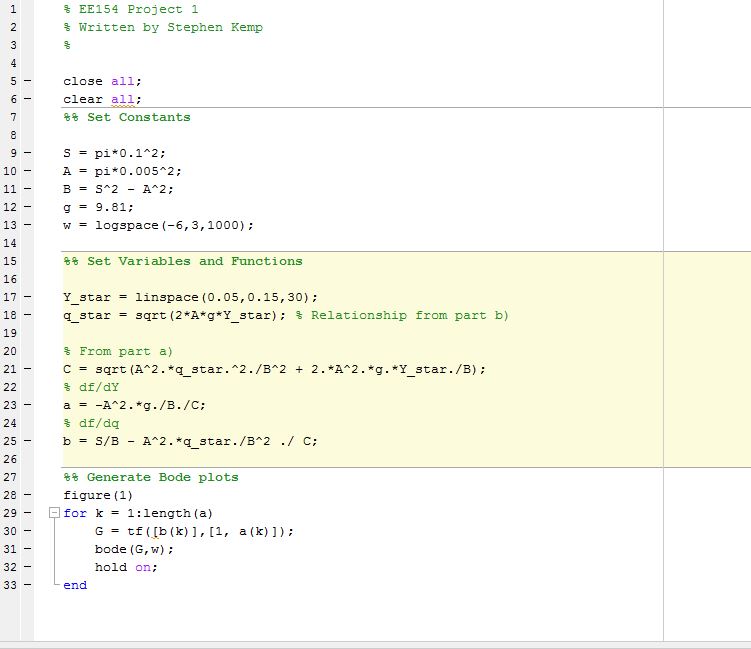 1 % EE154 Project 1
2 % Written by Stephen Kemp
3 %
4
5 – close all;
6 – clear all;
7 %% Set Constants
8
9 – S = pi*0.1^2;
10 – A = pi*0.005^2;
11 – B = S^2 - A^2;
12 – g = 9.81;
13 – w = logspace(-6,3,1000);
14
15 %% Set Variables and Functions
16
17 – Y_star = linspace(0.05,0.15,30);
18 – q_star = sqrt(2*A*g*Y_star); % Relationship from part b)
19
20 % From part a)
21 – C = sqrt(A^2.*q_star.^2./B^2 + 2.*A^2.*g.*Y_star./B);
22 % df/dY
23 – a = -A^2.*g./B./C;
24 % df/dq
25 – b = S/B - A^2.*q_star./B^2 ./ C;
26
27 %% Generate Bode plots
28 – figure(1)
29 – for k = 1:length(a)
30 – G = tf([b(k)],[1, a(k)]);
31 – bode(G,w);
32 – hold on;
33 – end